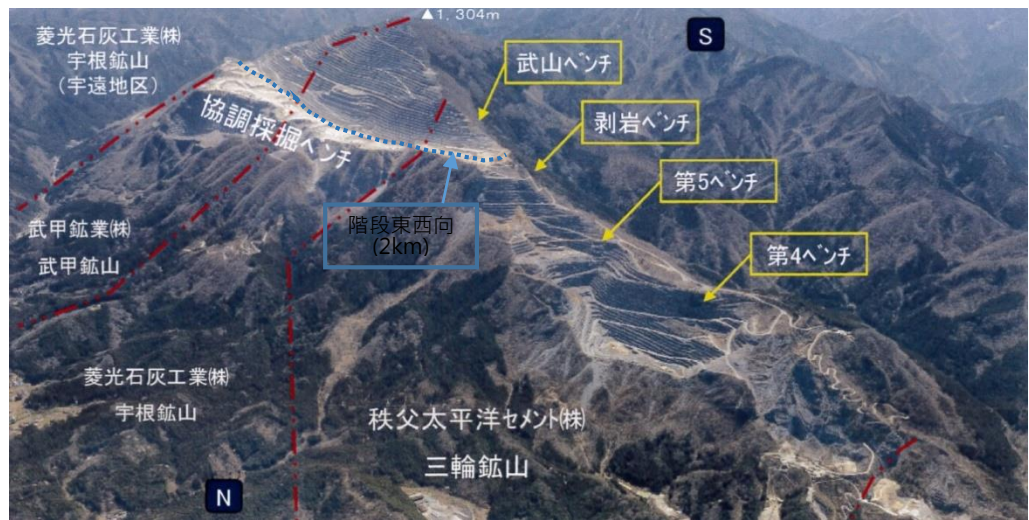 ▲1,304m
S
菱光石灰工業㈱
宇根鉱山
(宇遠地区)
武山ベンチ
剥岩ベンチ
協調採掘ベンチ
第5ベンチ
階段東西向
(2km)
武甲鉱業㈱
武甲鉱山
第4ベンチ
菱光石灰工業㈱
宇根鉱山
秩父太平洋セメント㈱
三輪鉱山
N